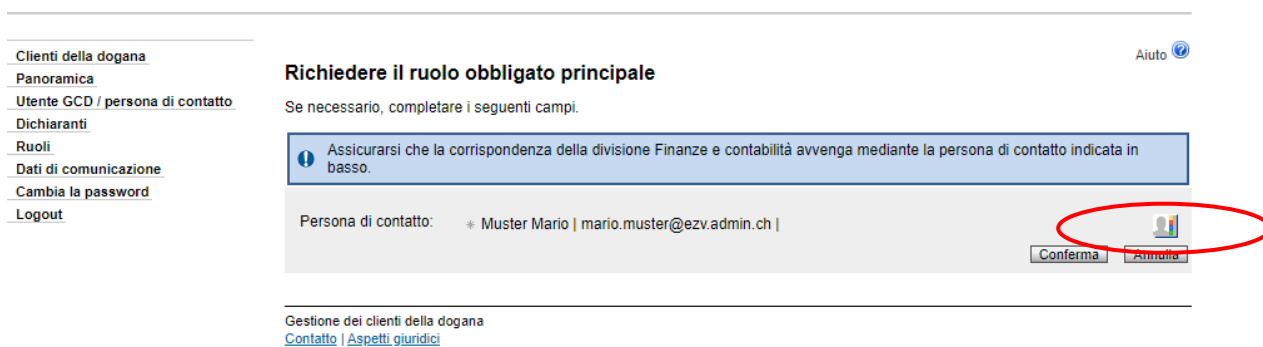 Clienti della dogana
Panoramica
Utente GCD / persona di contatto
Dichiaranti
Ruoli
Dati di comunicazione
Cambia la password
Logout
Aiuto
Richiedere il ruolo obbligato principale
Se necessario, completare i seguenti campi.
Assicurarsi che la corrispondenza della divisione Finanze e contabilità avvenga mediante la persona di contatto indicata in
basso.
Persona di contatto: * Muster Mario | mario.muster@ezv.admin.ch |
Conferma Annulla
Gestione dei clienti della dogana
Contatto | Aspetti giuridici